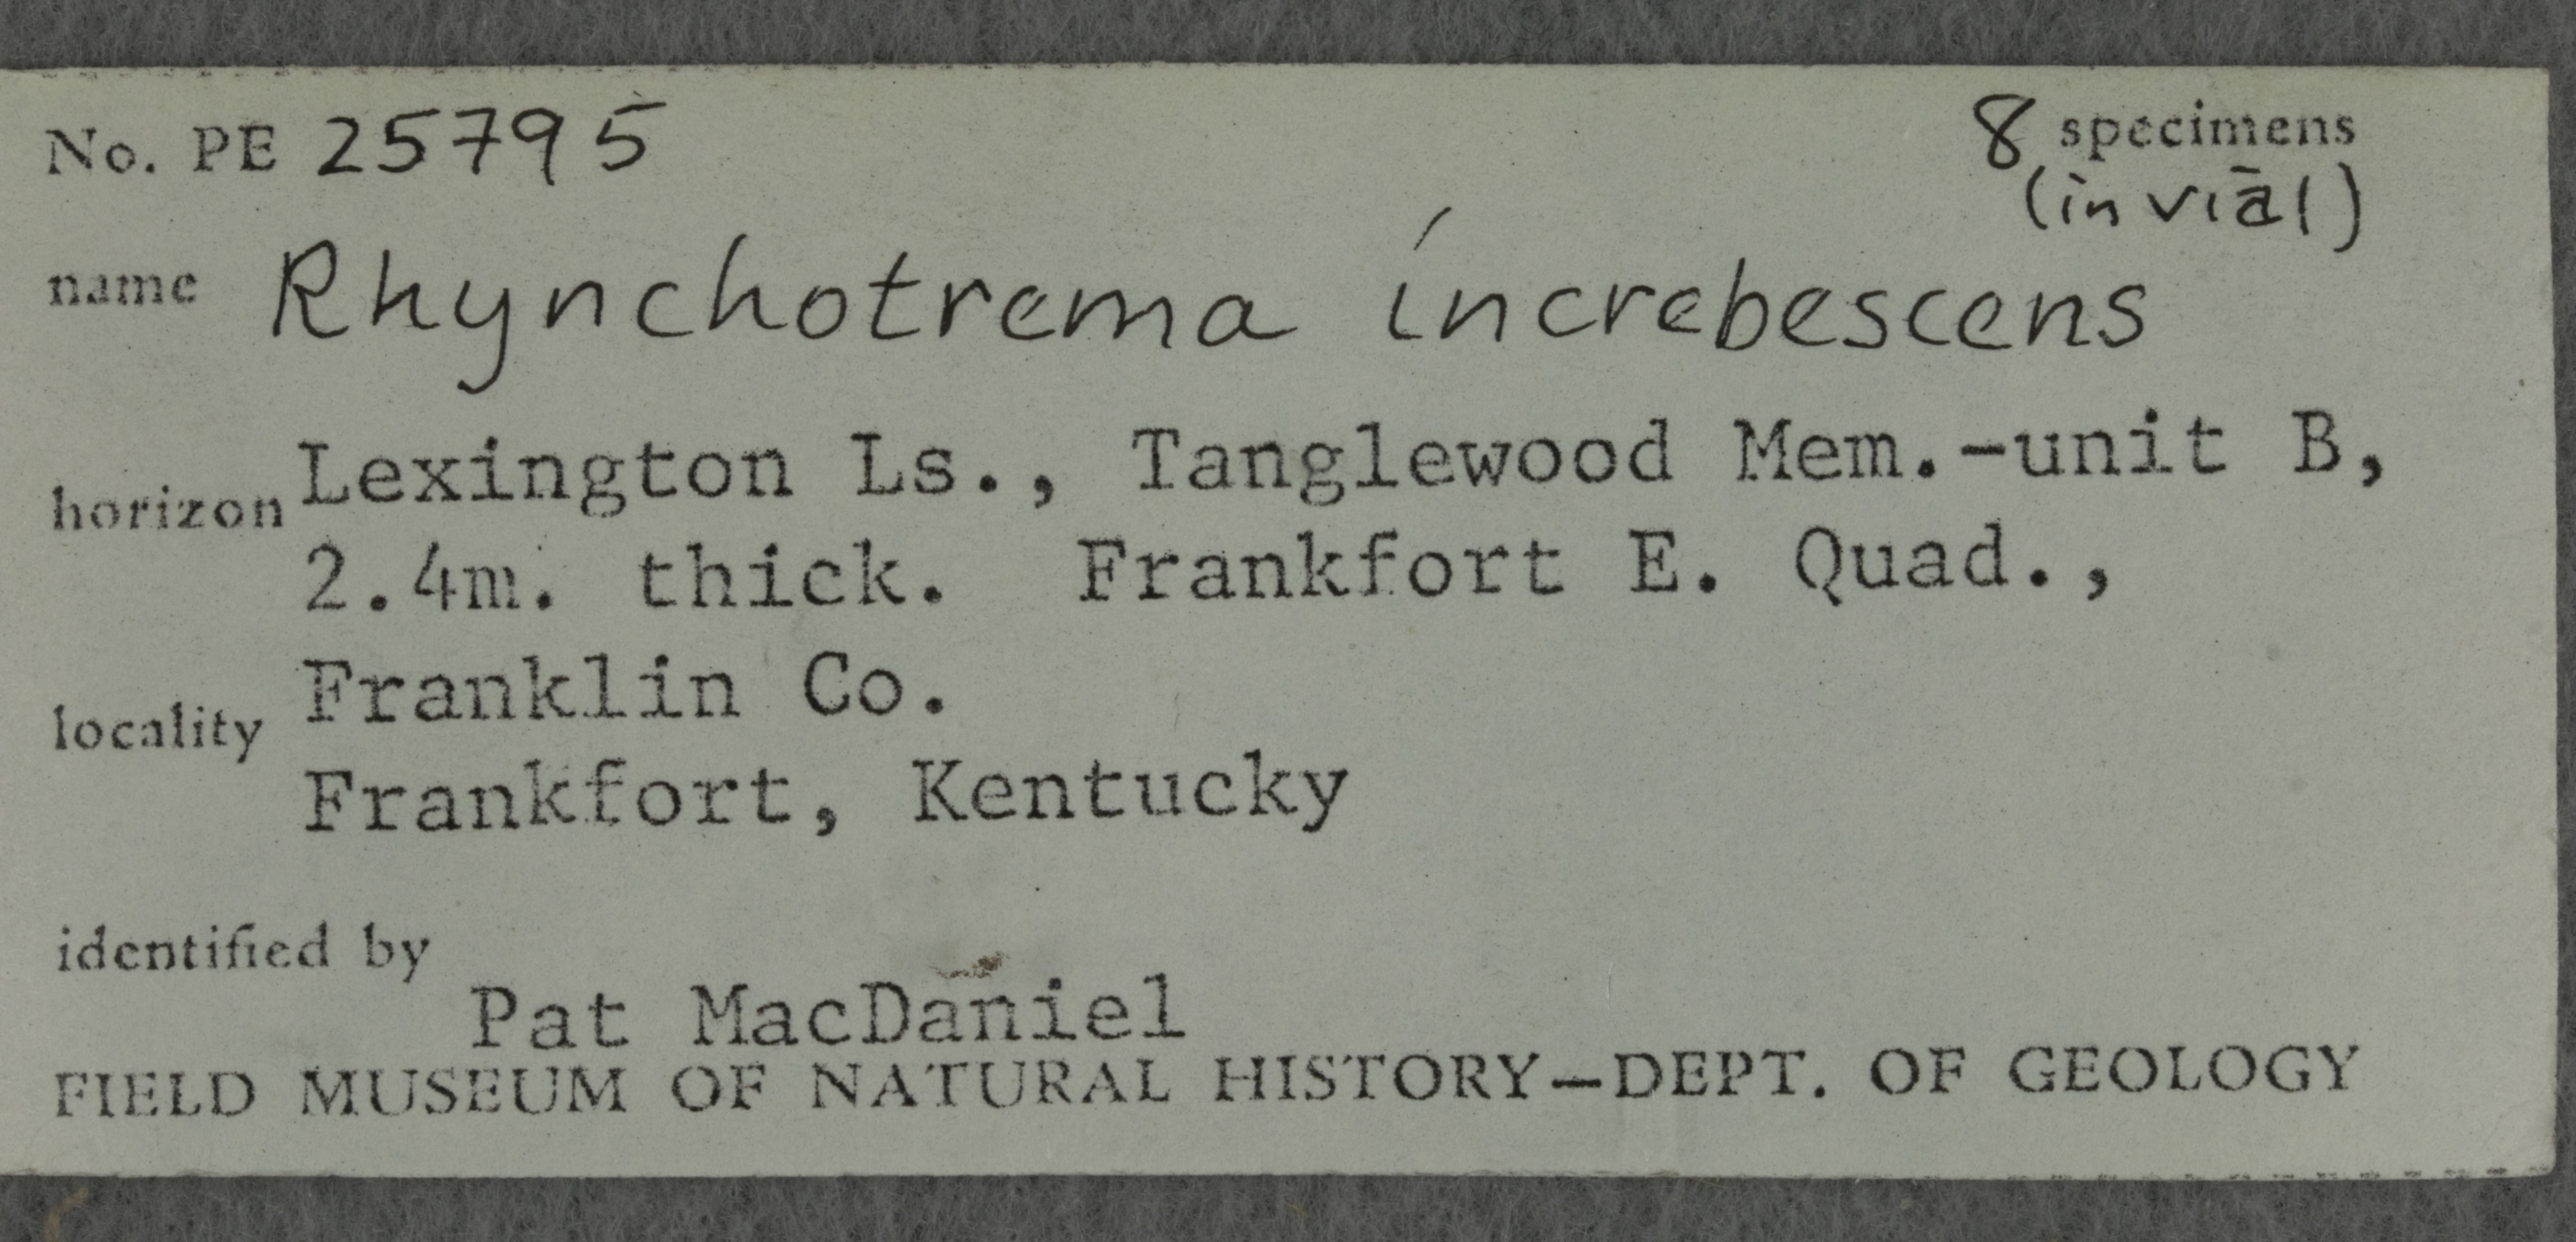 No. PE 25795 8 specimens
(in vial)
name Rhynchotrema increbescens
horizon Lexington Ls., Tanglewood Mem.-unit B,
2.4m. thick. Frankfort E. Quad.,
locality Franklin Co.
Frankfort, Kentucky
identified by
Pat MacDaniel
FIELD MUSEUM OF NATURAL HISTORY—DEPT. OF GEOLOGY